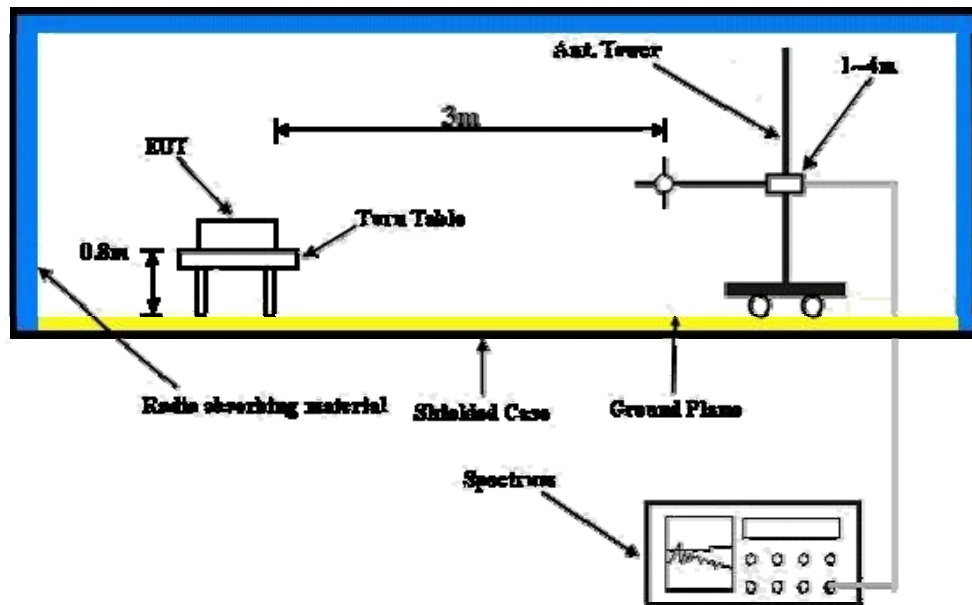 Ant. Tower
1~4m
3m
EUT
Turn Table
0.8m
Radio absorbing material
Shielded Case
Ground Plane
Spectrum